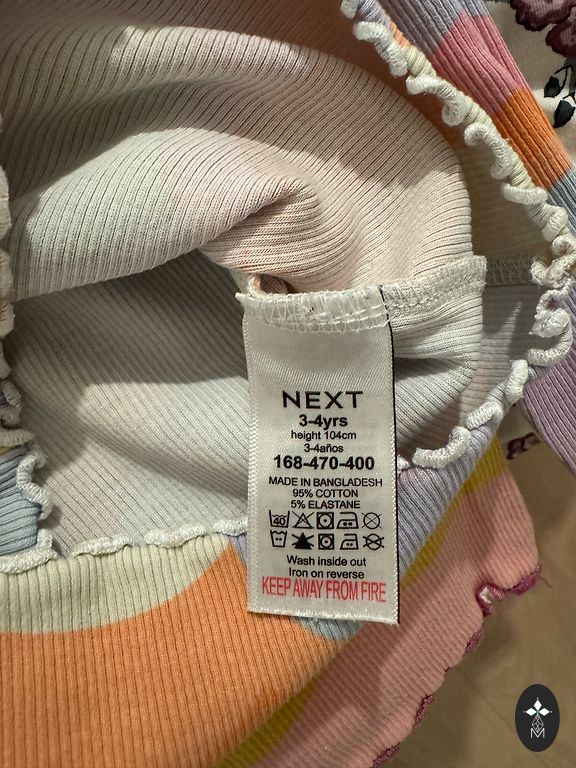 NEXT
3-4yrs
height 104cm
3-4años
168-470-400
MADE IN BANGLADESH
95% COTTON
5% ELASTANE
40
Wash inside out
Iron on reverse
KEEP AWAY FROM FIRE
M